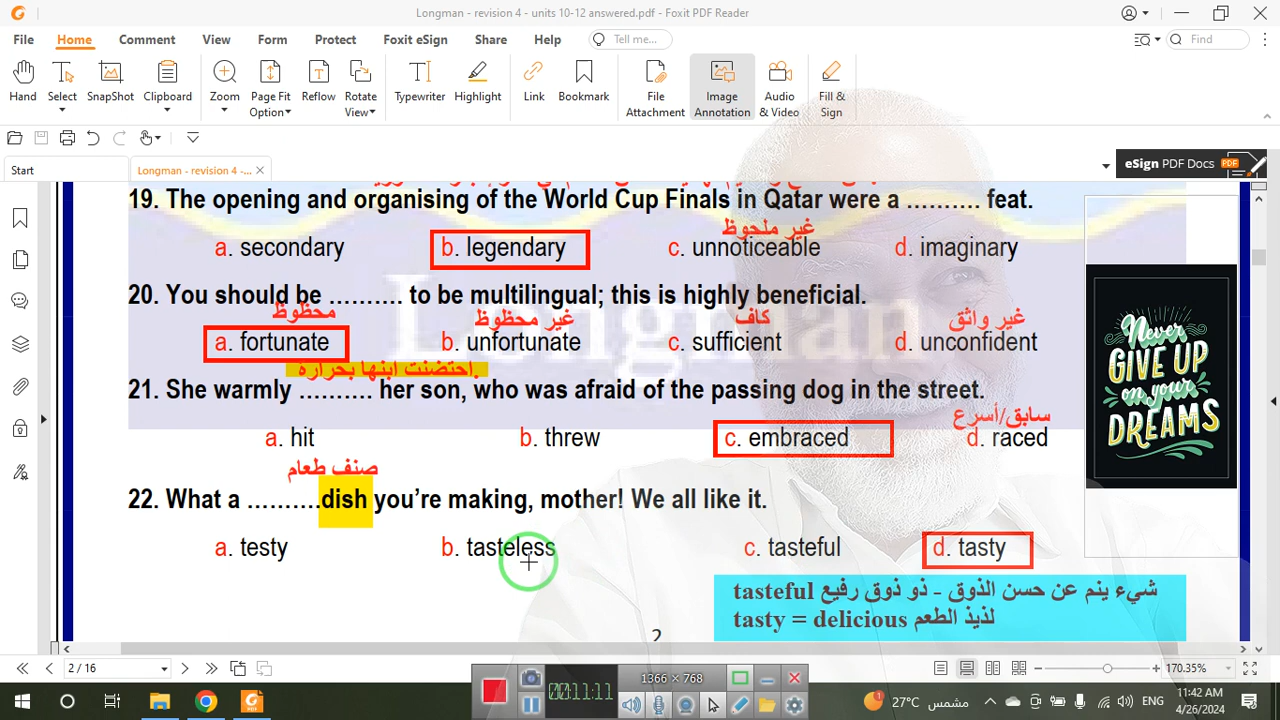 Longman - revision 4 - units 10-12 answered.pdf - Foxit PDF Reader
File Home Comment View Form Protect Foxit eSign Share Help Tell me... Find
Hand Select SnapShot Clipboard Zoom Page Fit Option Reflow Rotate View Typewriter Highlight Link Bookmark File Attachment Image Annotation Audio & Video Fill & Sign
Start Longman - revision 4 -... eSign PDF Docs PDF
19. The opening and organising of the World Cup Finals in Qatar were a .......... feat.
غير ملحوظ
a. secondary b. legendary c. unnoticeable d. imaginary
20. You should be .......... to be multilingual; this is highly beneficial.
محظوظ غير محظوظ كاف غير واثق
a. fortunate b. unfortunate c. sufficient d. unconfident
احتضنت ابنها بحرارة.
21. She warmly .......... her son, who was afraid of the passing dog in the street.
سابق/أسرع
a. hit b. threw c. embraced d. raced
صنف طعام
22. What a ..........dish you’re making, mother! We all like it.
a. testy b. tasteless c. tasteful d. tasty
tasteful شيء ينم عن حسن الذوق - ذو ذوق رفيع
tasty = delicious لذيذ الطعم
Longman
Never
GIVE UP
on your
DREAMS
2
2 / 16 170.35%
00:11:11 1366 × 768
1 27°C مشمس ENG 11:42 AM
4/26/2024